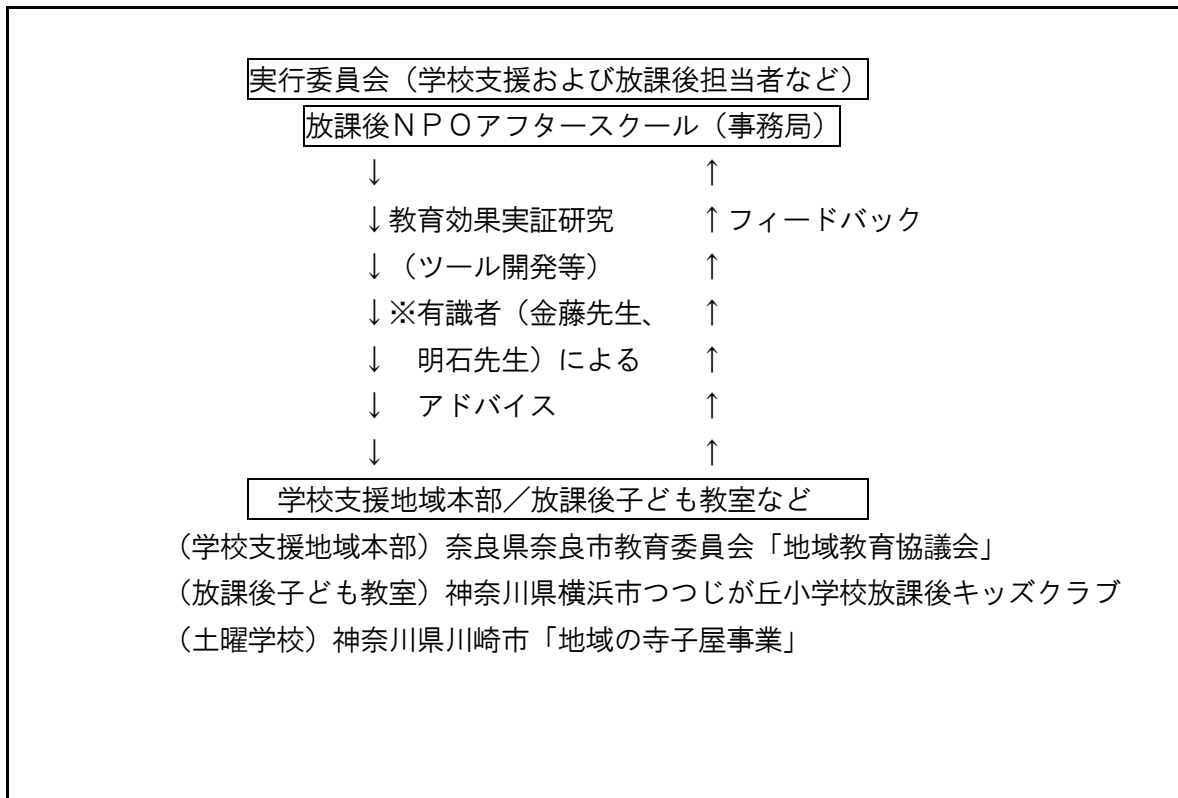 実行委員会（学校支援および放課後担当者など）
放課後ＮＰＯアフタースクール（事務局）
↓ ↑
↓教育効果実証研究 ↑フィードバック
↓（ツール開発等） ↑
↓※有識者（金藤先生、 ↑
↓ 明石先生）による ↑
↓ アドバイス ↑
↓ ↑
学校支援地域本部／放課後子ども教室など
（学校支援地域本部）奈良県奈良市教育委員会「地域教育協議会」
（放課後子ども教室）神奈川県横浜市つつじが丘小学校放課後キッズクラブ
（土曜学校）神奈川県川崎市「地域の寺子屋事業」